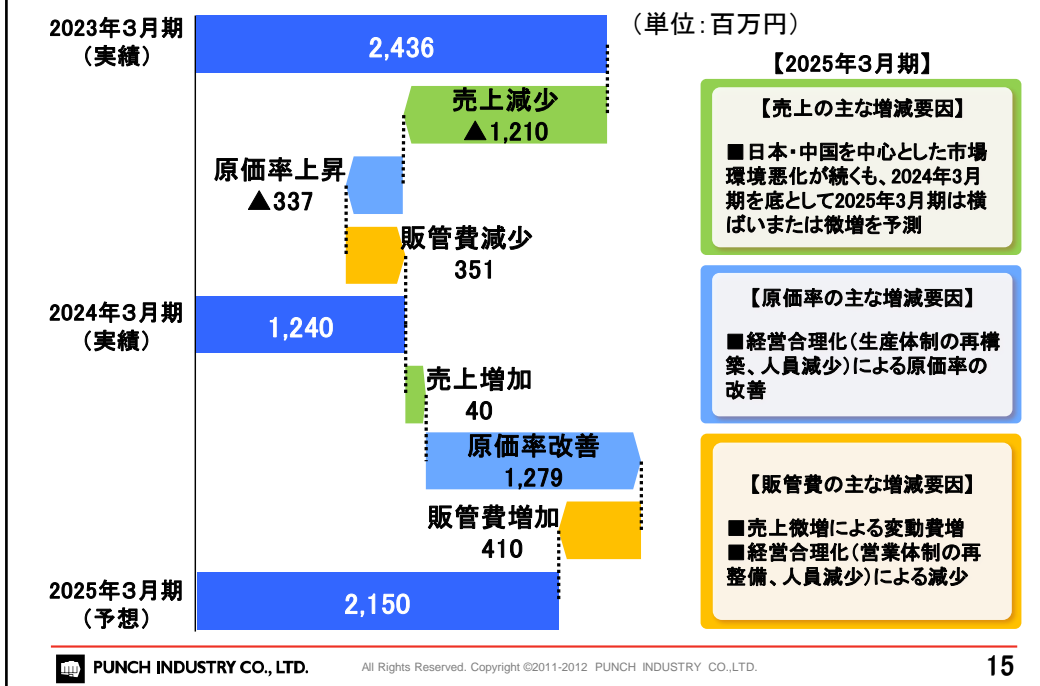 2023年３月期
（実績）
2,436
（単位：百万円）
売上減少
▲1,210
原価率上昇
▲337
販管費減少
351
2024年３月期
（実績）
1,240
売上増加
40
原価率改善
1,279
販管費増加
410
2025年３月期
（予想）
2,150
【2025年３月期】
【売上の主な増減要因】
■日本・中国を中心とした市場
環境悪化が続くも、2024年3月
期を底として2025年3月期は横
ばいまたは微増を予測
【原価率の主な増減要因】
■経営合理化（生産体制の再構
築、人員減少）による原価率の
改善
【販管費の主な増減要因】
■売上微増による変動費増
■経営合理化（営業体制の再
整備、人員減少）による減少
PUNCH INDUSTRY CO., LTD.
All Rights Reserved. Copyright ©2011-2012 PUNCH INDUSTRY CO.,LTD.
15